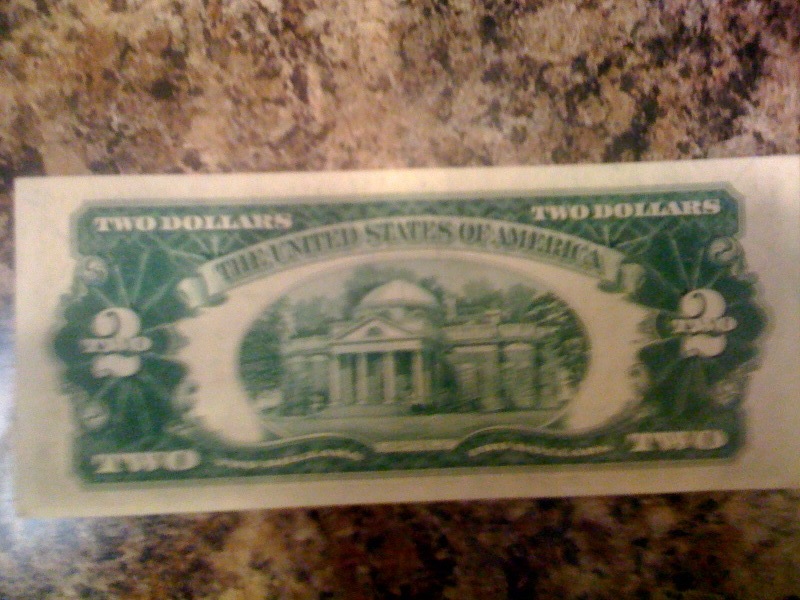 TWO DOLLARS TWO DOLLARS
THE UNITED STATES OF AMERICA
2 2
TWO TWO
TWO TWO